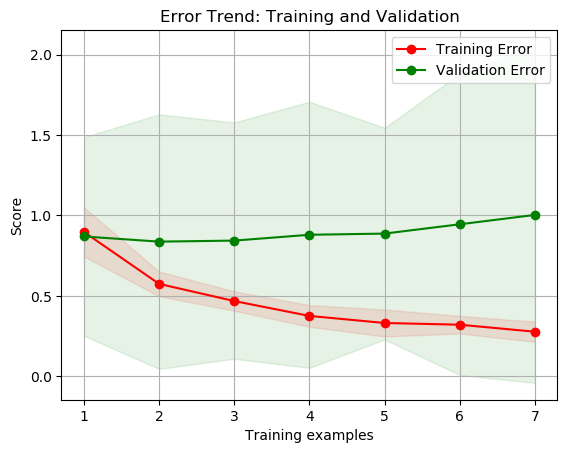 Error Trend: Training and Validation
Training Error
Validation Error
2.0
1.5
1.0
0.5
0.0
Score
1 2 3 4 5 6 7
Training examples